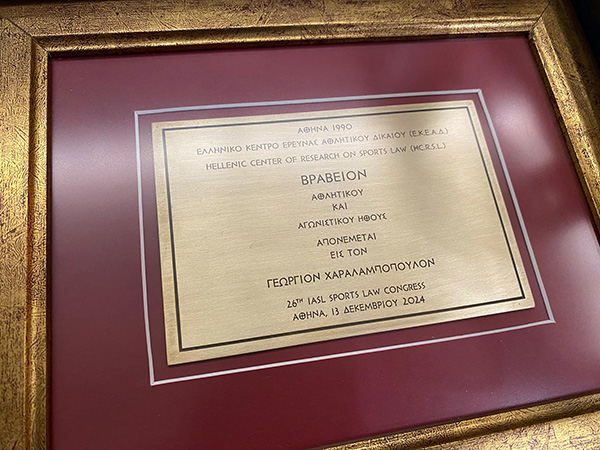 ΑΘΗΝΑ 1990
ΕΛΛΗΝΙΚΟ ΚΕΝΤΡΟ ΕΡΕΥΝΑΣ ΑΘΛΗΤΙΚΟΥ ΔΙΚΑΙΟΥ (Ε.Κ.Ε.Α.Δ.)
HELLENIC CENTER OF RESEARCH ON SPORTS LAW (HC.R.S.L.)
ΒΡΑΒΕΙΟΝ
ΑΘΛΗΤΙΚΟΥ
ΚΑΙ
ΑΓΩΝΙΣΤΙΚΟΥ ΗΘΟΥΣ
ΑΠΟΝΕΜΕΤΑΙ
ΕΙΣ ΤΟΝ
ΓΕΩΡΓΙΟΝ ΧΑΡΑΛΑΜΠΟΠΟΥΛΟΝ
26TH IASL SPORTS LAW CONGRESS
ΑΘΗΝΑ, 13 ΔΕΚΕΜΒΡΙΟΥ 2024